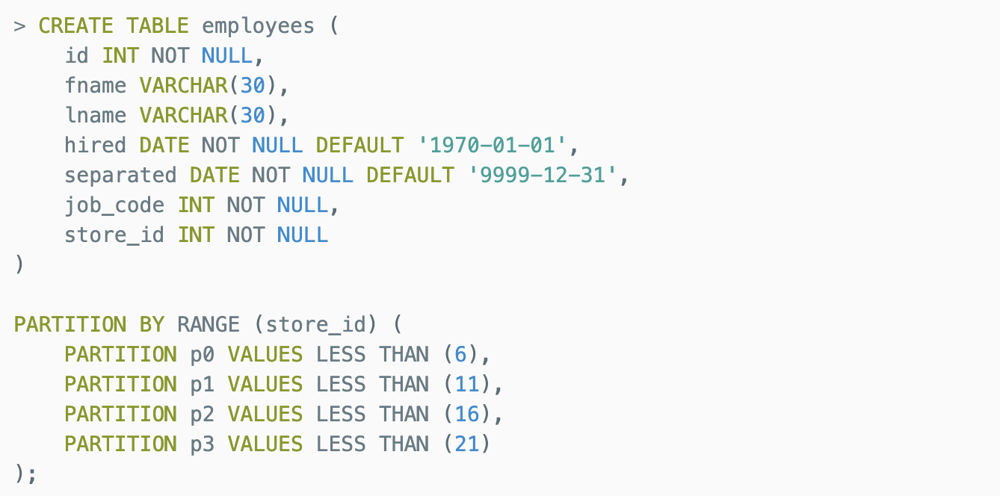 > CREATE TABLE employees (
    id INT NOT NULL,
    fname VARCHAR(30),
    lname VARCHAR(30),
    hired DATE NOT NULL DEFAULT '1970-01-01',
    separated DATE NOT NULL DEFAULT '9999-12-31',
    job_code INT NOT NULL,
    store_id INT NOT NULL
)

PARTITION BY RANGE (store_id) (
    PARTITION p0 VALUES LESS THAN (6),
    PARTITION p1 VALUES LESS THAN (11),
    PARTITION p2 VALUES LESS THAN (16),
    PARTITION p3 VALUES LESS THAN (21)
);